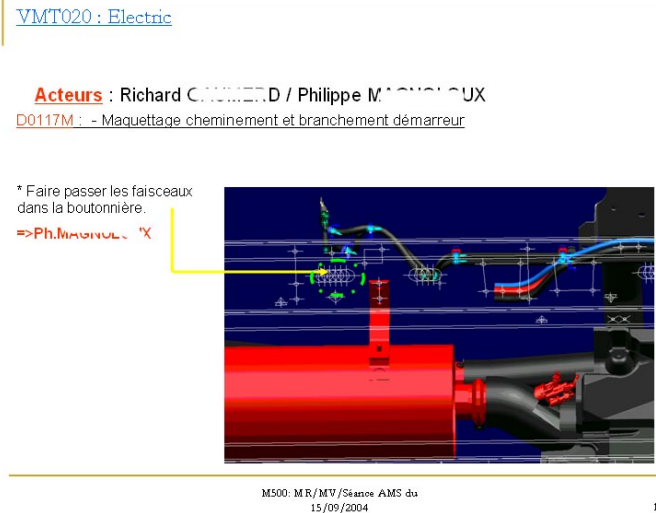 VMT020 : Electric
Acteurs : Richard / Philippe
D0117M : - Maquettage cheminement et branchement démarreur
* Faire passer les faisceaux
dans la boutonnière.
M500: MR/MV/Séance AMS du
15/09/2004
1